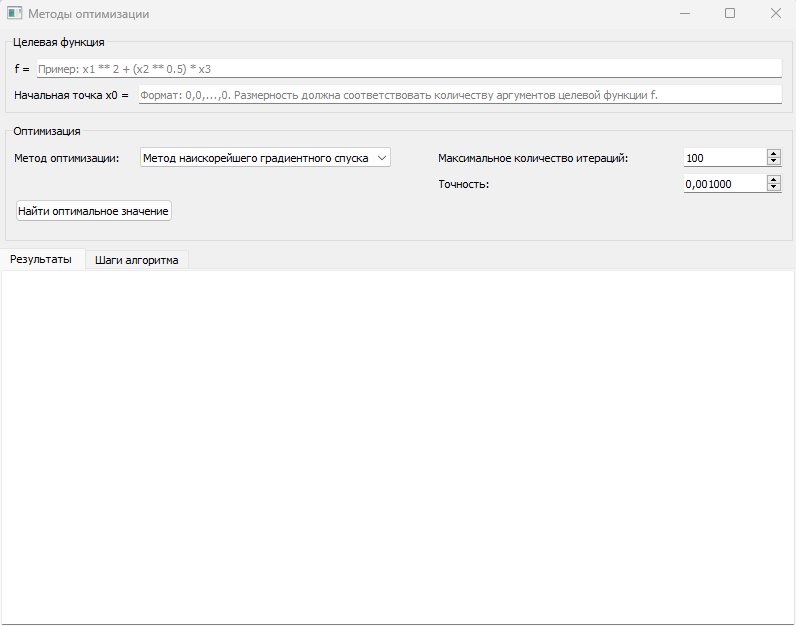 Методы оптимизации
Целевая функция
f = Пример: x1 ** 2 + (x2 ** 0.5) * x3
Начальная точка x0 = Формат: 0,0,...,0. Размерность должна соответствовать количеству аргументов целевой функции f.
Оптимизация
Метод оптимизации: Метод наискорейшего градиентного спуска Максимальное количество итераций: 100
Точность: 0,001000
Найти оптимальное значение
Результаты Шаги алгоритма